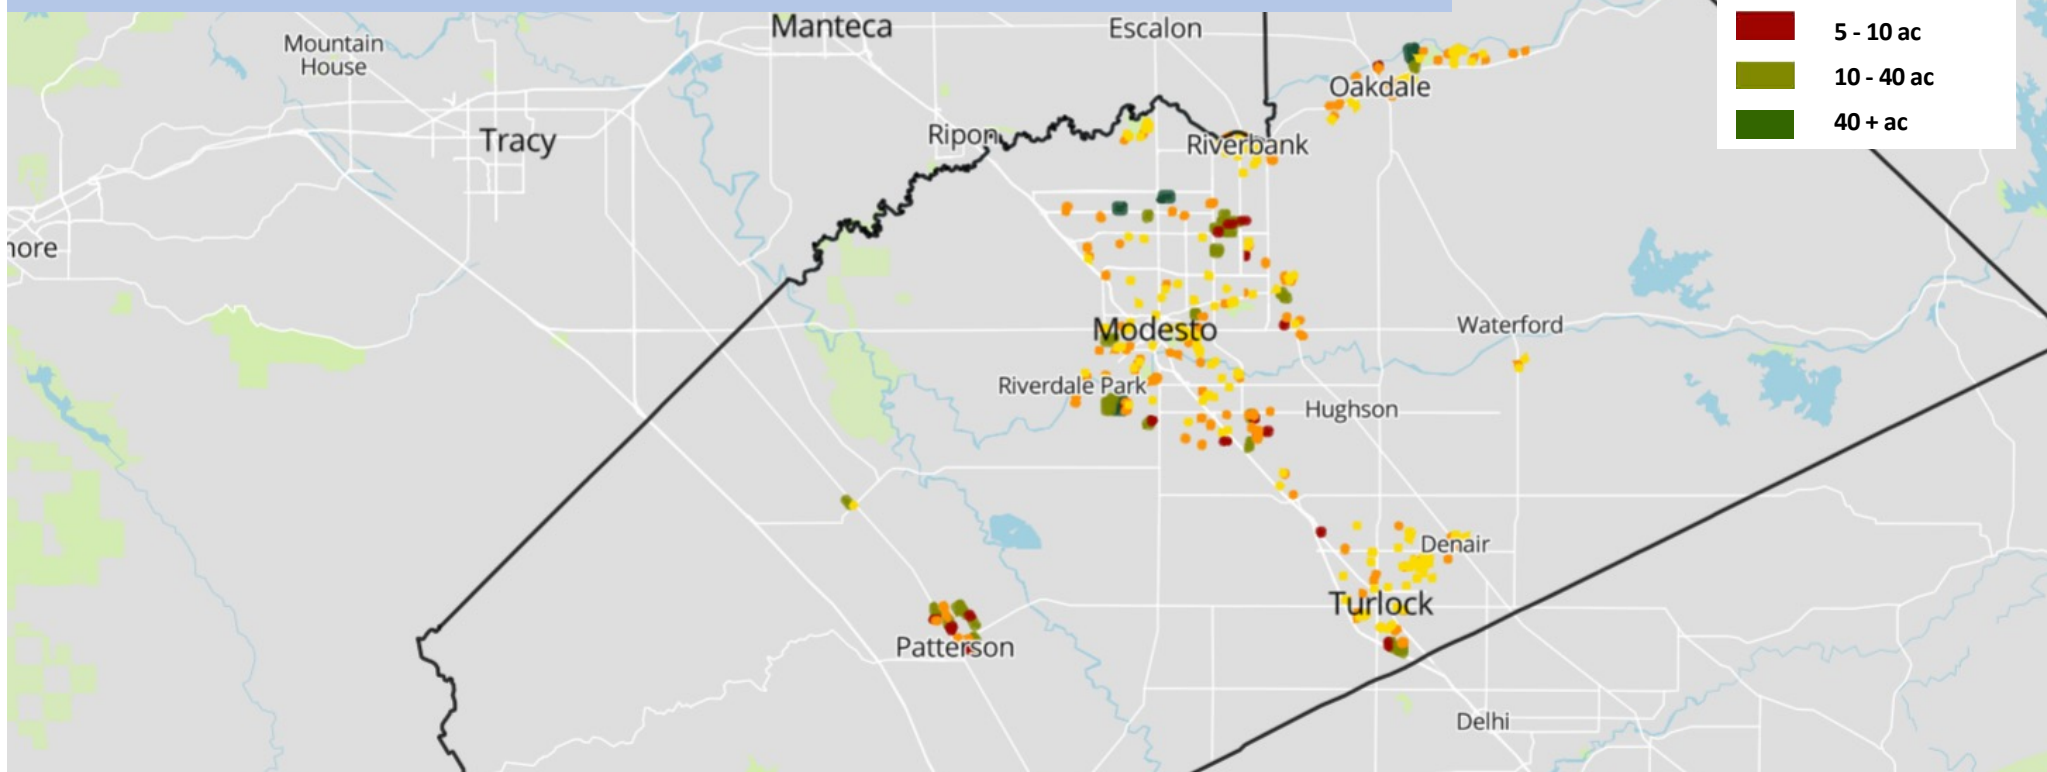 Manteca
Escalon
5 - 10 ac
Mountain
House
10 - 40 ac
Oakdale
40 + ac
Tracy
Ripon
Riverbank
nore
Modesto
Waterford
Riverdale Park
Hughson
Denair
Turlock
Patterson
Delhi